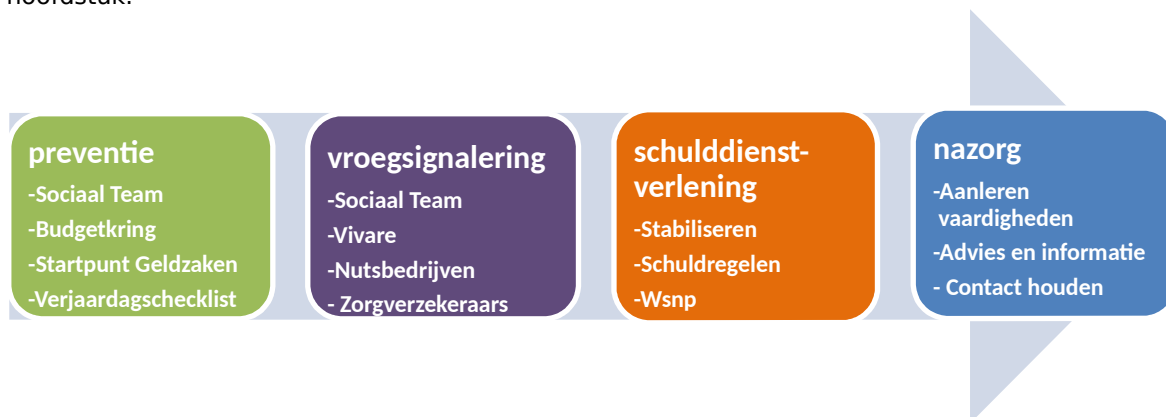 hoofdstuk.
preventie
-Sociaal Team
-Budgetkring
-Startpunt Geldzaken
-Verjaardagschecklist
vroegsignalering
-Sociaal Team
-Vivare
-Nutsbedrijven
- Zorgverzekeraars
schulddienst-
verlening
-Stabiliseren
-Schuldregelen
-Wsnp
nazorg
-Aanleren
vaardigheden
-Advies en informatie
- Contact houden